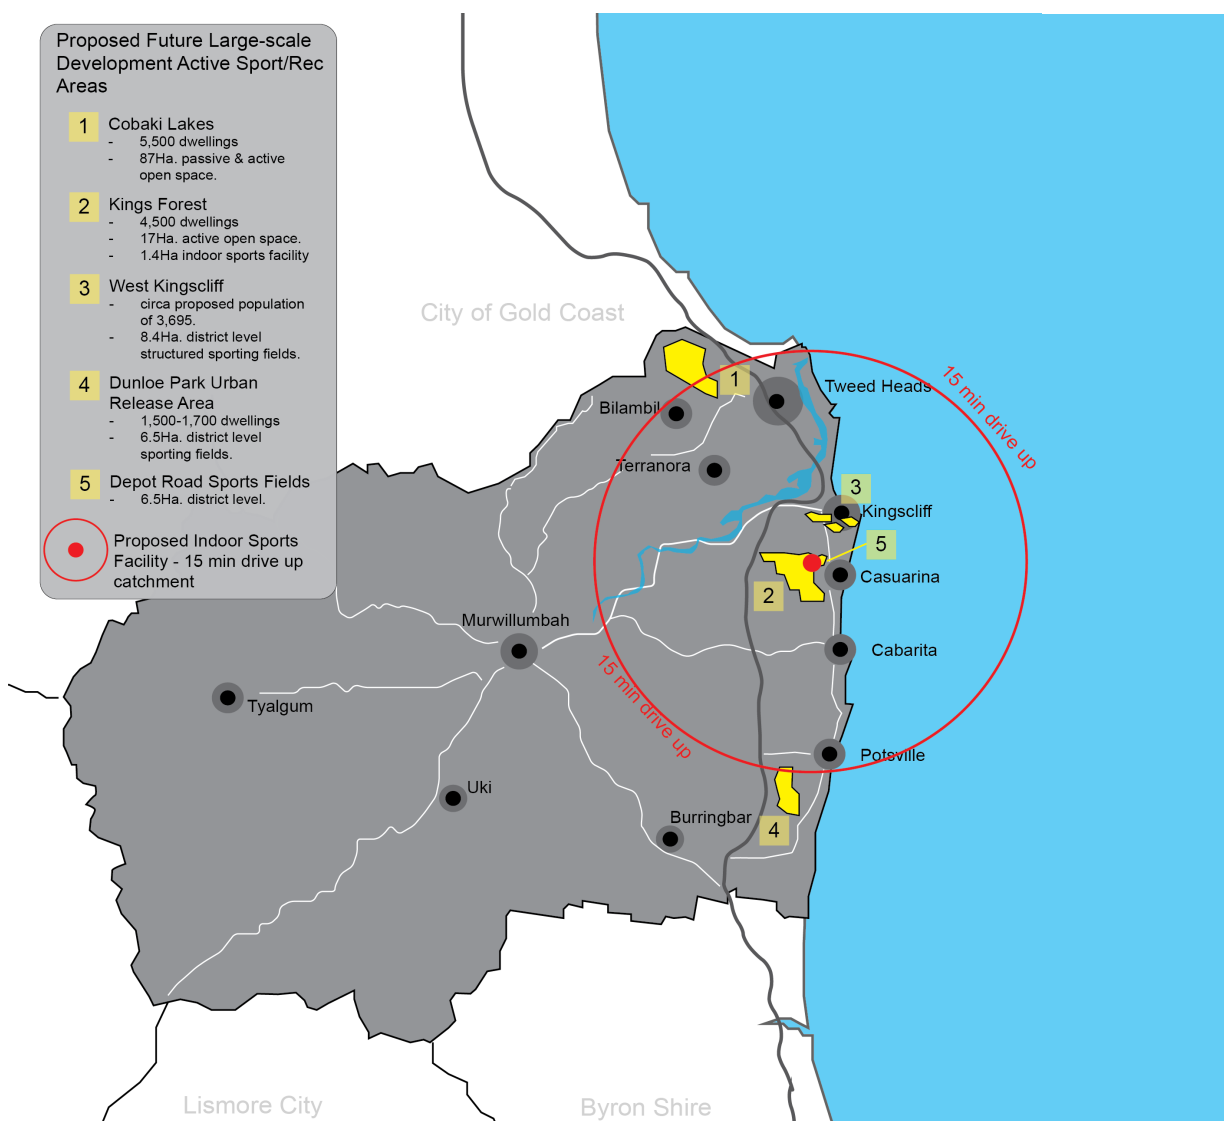 Proposed Future Large-scale
Development Active Sport/Rec
Areas
1 Cobaki Lakes
- 5,500 dwellings
- 87Ha. passive & active
open space.
2 Kings Forest
- 4,500 dwellings
- 17Ha. active open space.
- 1.4Ha indoor sports facility
3 West Kingscliff
- circa proposed population
of 3,695.
- 8.4Ha. district level
structured sporting fields.
4 Dunloe Park Urban
Release Area
- 1,500-1,700 dwellings
- 6.5Ha. district level
sporting fields.
5 Depot Road Sports Fields
- 6.5Ha. district level.
Proposed Indoor Sports
Facility - 15 min drive up
catchment
City of Gold Coast
1
Tweed Heads
15 min drive up
Bilambil
Terranora
3
Kingscliff
5
Casuarina
2
Murwillumbah
Cabarita
15 min drive up
Tyalgum
Potsville
Uki
Burringbar
4
Lismore City
Byron Shire